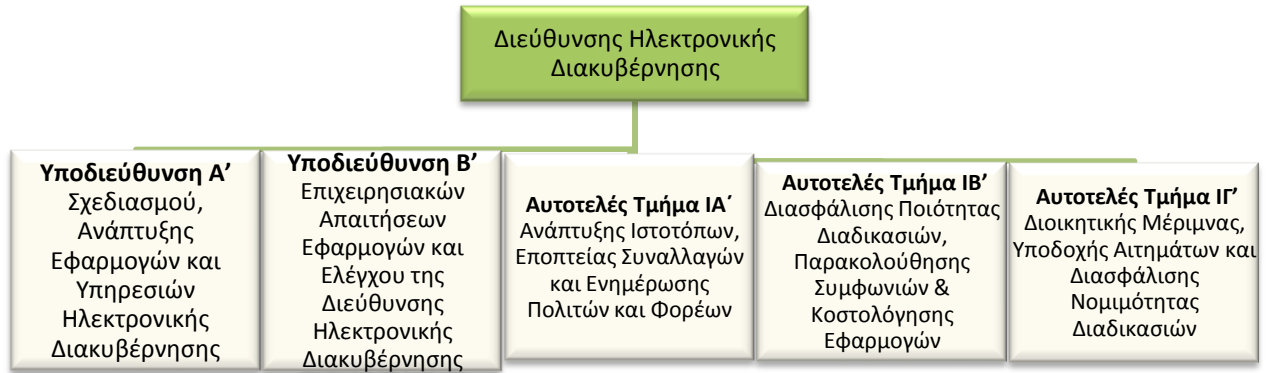 Διεύθυνσης Ηλεκτρονικής
Διακυβέρνησης
Υποδιεύθυνση Α’
Σχεδιασμού,
Ανάπτυξης
Εφαρμογών και
Υπηρεσιών
Ηλεκτρονικής
Διακυβέρνησης
Υποδιεύθυνση Β’
Επιχειρησιακών
Απαιτήσεων
Εφαρμογών και
Ελέγχου της
Διεύθυνσης
Ηλεκτρονικής
Διακυβέρνησης
Αυτοτελές Τμήμα ΙΑ΄
Ανάπτυξης Ιστοτόπων,
Εποπτείας Συναλλαγών
και Ενημέρωσης
Πολιτών και Φορέων
Αυτοτελές Τμήμα ΙΒ’
Διασφάλισης Ποιότητας
Διαδικασιών,
Παρακολούθησης
Συμφωνιών &
Κοστολόγησης
Εφαρμογών
Αυτοτελές Τμήμα ΙΓ’
Διοικητικής Μέριμνας,
Υποδοχής Αιτημάτων και
Διασφάλισης
Νομιμότητας
Διαδικασιών